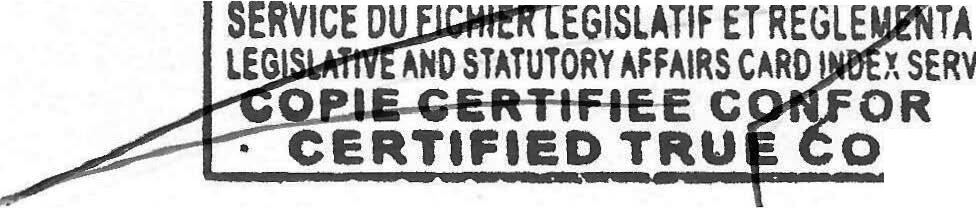 SERVICE DU FICHIER LEGISLATIF ET REGLEMENTA
LEGISLATIVE AND STATUTORY AFFAIRS CARD INDEX SERV
COPIE CERTIFIEE CONFOR
CERTIFIED TRUE CO